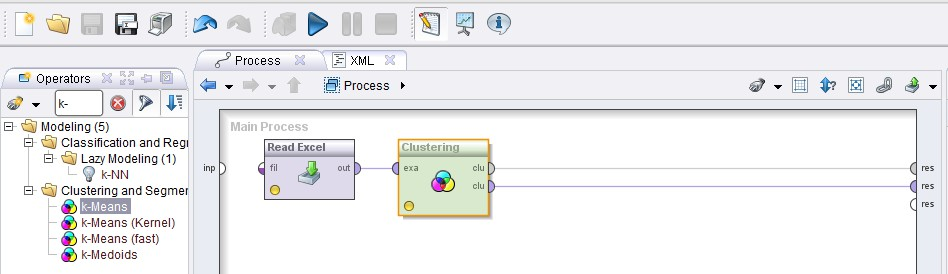 Process
XML
Operators
k-
Process
Modeling (5)
Classification and Regr
Lazy Modeling (1)
k-NN
Clustering and Segmer
k-Means
k-Means (Kernel)
k-Means (fast)
k-Medoids
Main Process
Read Excel
Clustering
inp
fil
out
exa
clu
clu
res
res
res